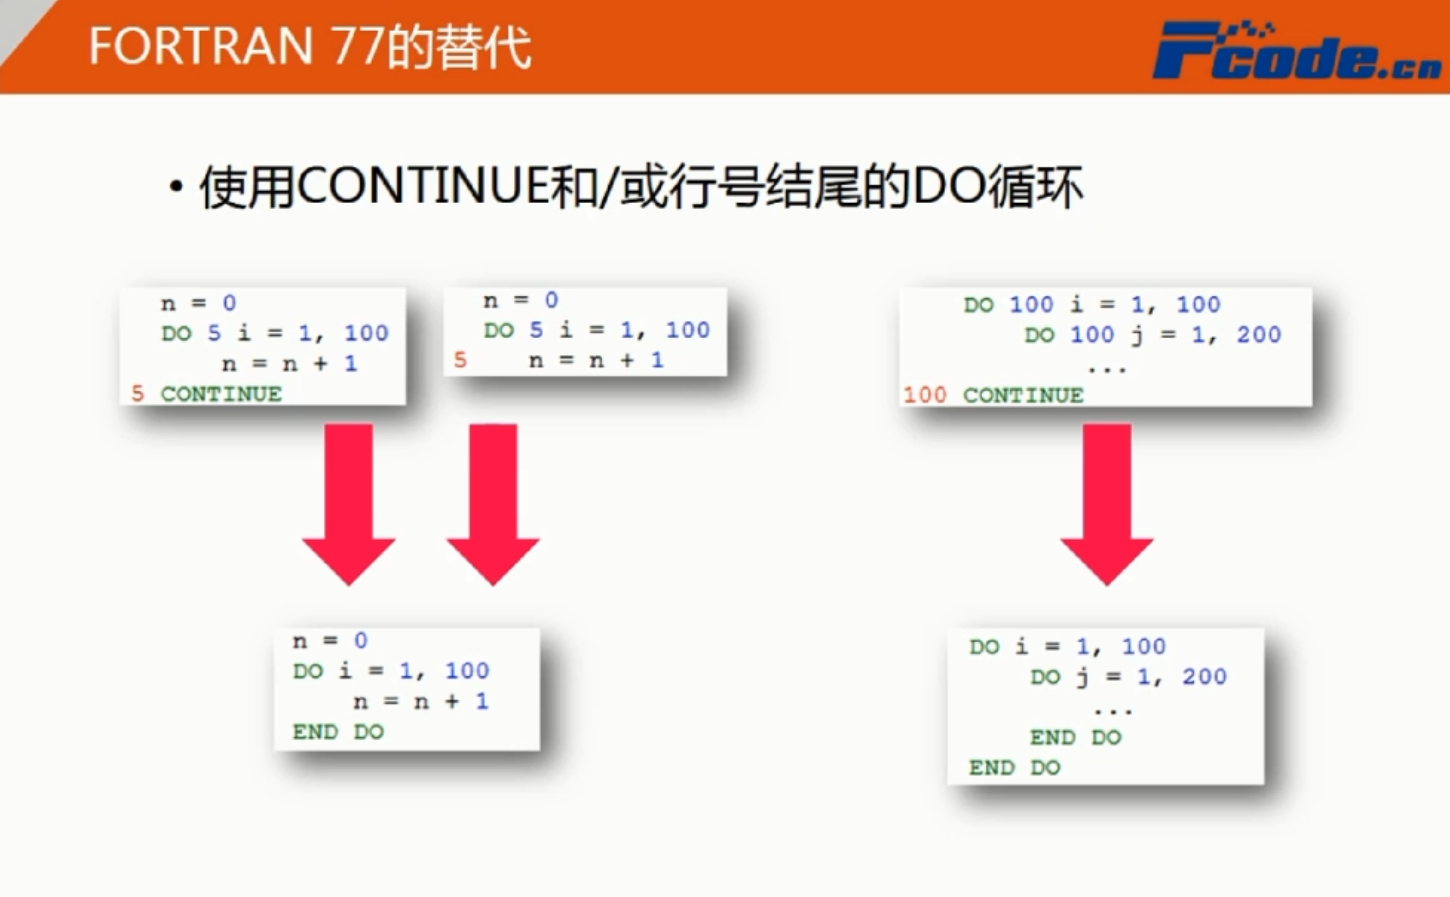 FORTRAN 77的替代
Fcode.cn
• 使用CONTINUE和/或行号结尾的DO循环
n = 0
DO 5 i = 1, 100
n = n + 1
5 CONTINUE
n = 0
DO 5 i = 1, 100
5 n = n + 1
DO 100 i = 1, 100
DO 100 j = 1, 200
...
100 CONTINUE
n = 0
DO i = 1, 100
n = n + 1
END DO
DO i = 1, 100
DO j = 1, 200
...
END DO
END DO